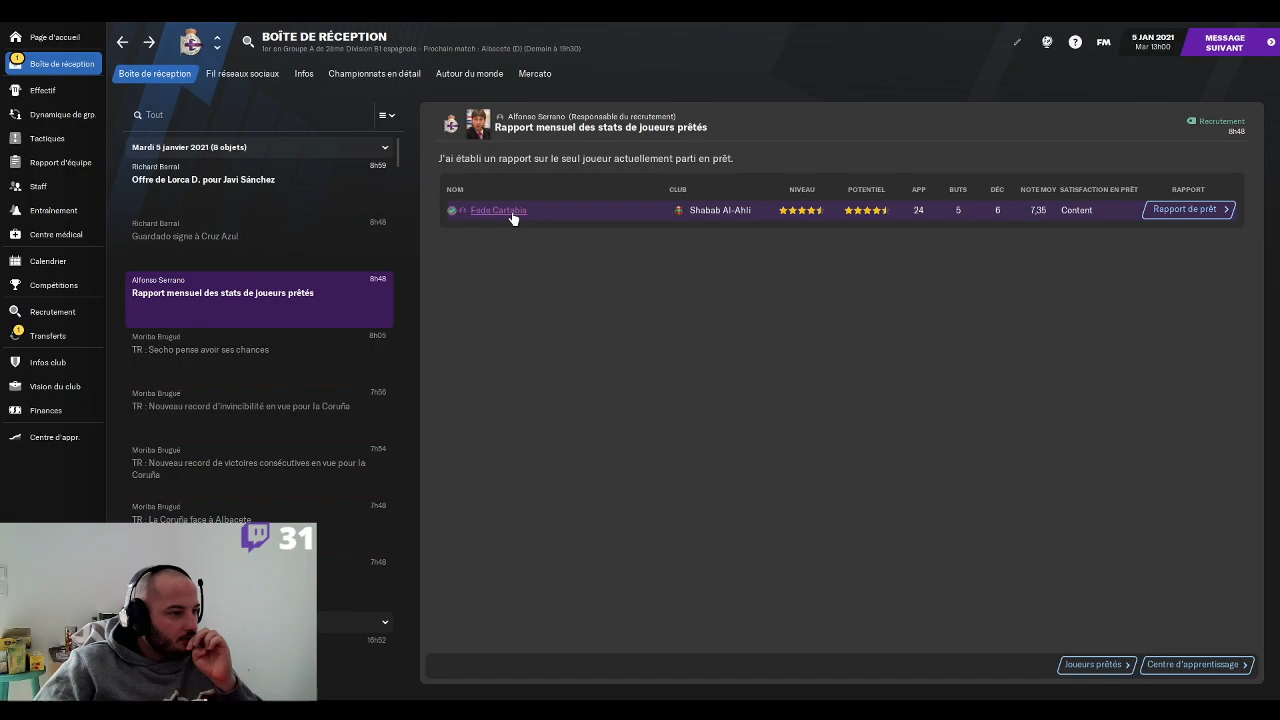 Page d'accueil
1
Boîte de réception
Effectif
Dynamique de grp.
Tactiques
Rapport d'équipe
Staff
Entraînement
Centre médical
Calendrier
Compétitions
Recrutement
1
Transferts
Infos club
Vision du club
Finances
Centre d'appr.
BOÎTE DE RÉCEPTION
1er en Groupe A de 2ème Division B1 espagnole - Prochain match : Albacete (D) (Demain à 19h30)
FM
5 JAN 2021
Mar 13h00
MESSAGE
SUIVANT
Boîte de réception
Fil réseaux sociaux
Infos
Championnats en détail
Autour du monde
Mercato
Tout
Mardi 5 janvier 2021 (8 objets)
Richard Barral 8h59
Offre de Lorca D. pour Javi Sánchez
Richard Barral 8h48
Guardado signe à Cruz Azul
Alfonso Serrano 8h48
Rapport mensuel des stats de joueurs prêtés
Moriba Brugué 8h05
TR : Secho pense avoir ses chances
Moriba Brugué 7h56
TR : Nouveau record d'invincibilité en vue pour la Coruña
Moriba Brugué 7h54
TR : Nouveau record de victoires consécutives en vue pour la
Coruña
Moriba Brugué 7h48
TR : La Coruña face à Albacete
7h48
16h52
31
Alfonso Serrano (Responsable du recrutement)
Rapport mensuel des stats de joueurs prêtés
Recrutement
8h48
J'ai établi un rapport sur le seul joueur actuellement parti en prêt.
NOM CLUB NIVEAU POTENTIEL APP BUTS DÉC NOTE MOY SATISFACTION EN PRÊT RAPPORT
Fede Cartabia Shabab Al-Ahli 24 5 6 7,35 Content Rapport de prêt
Joueurs prêtés
Centre d'apprentissage